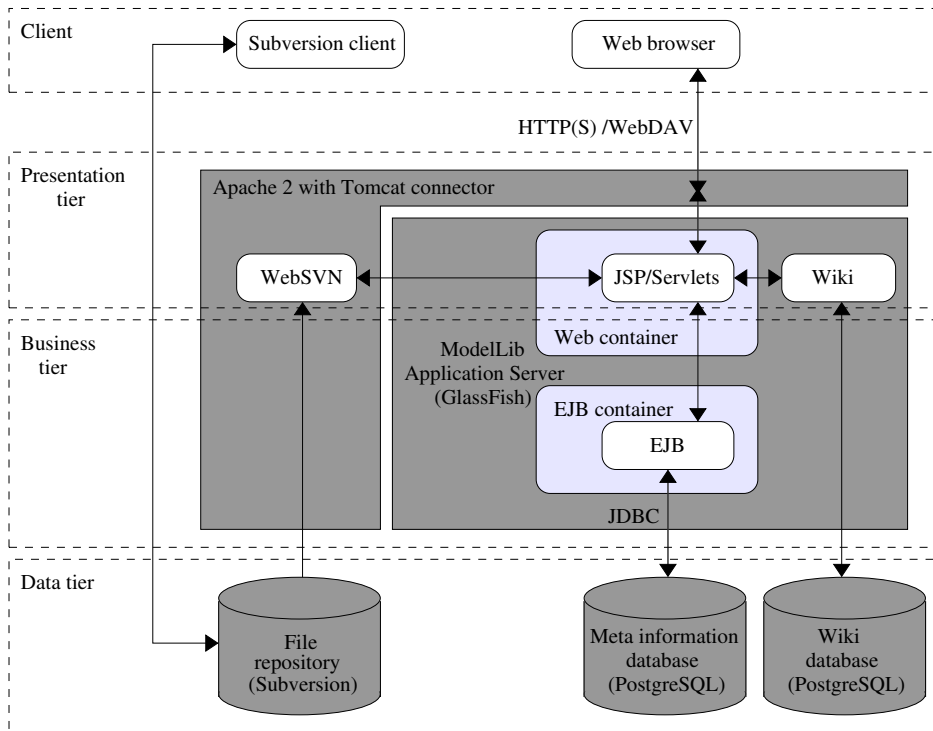 Client
Subversion client
Web browser
HTTP(S) /WebDAV
Presentation
tier
Apache 2 with Tomcat connector
WebSVN
JSP/Servlets
Wiki
Business
tier
Web container
ModelLib
Application Server
(GlassFish)
EJB container
EJB
JDBC
Data tier
File
repository
(Subversion)
Meta information
database
(PostgreSQL)
Wiki
database
(PostgreSQL)